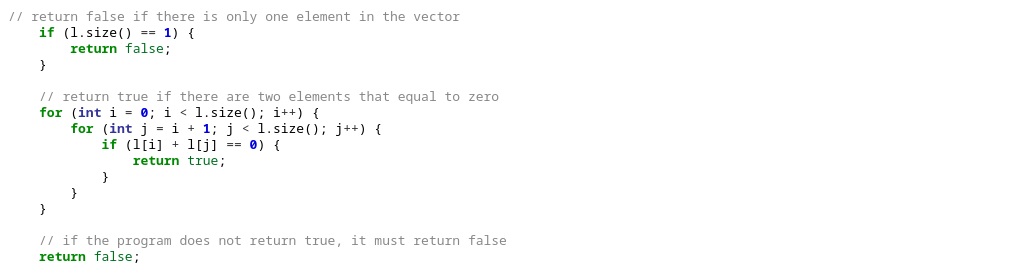 // return false if there is only one element in the vector
    if (l.size() == 1) {
        return false;
    }

    // return true if there are two elements that equal to zero
    for (int i = 0; i < l.size(); i++) {
        for (int j = i + 1; j < l.size(); j++) {
            if (l[i] + l[j] == 0) {
                return true;
            }
        }
    }

    // if the program does not return true, it must return false
    return false;